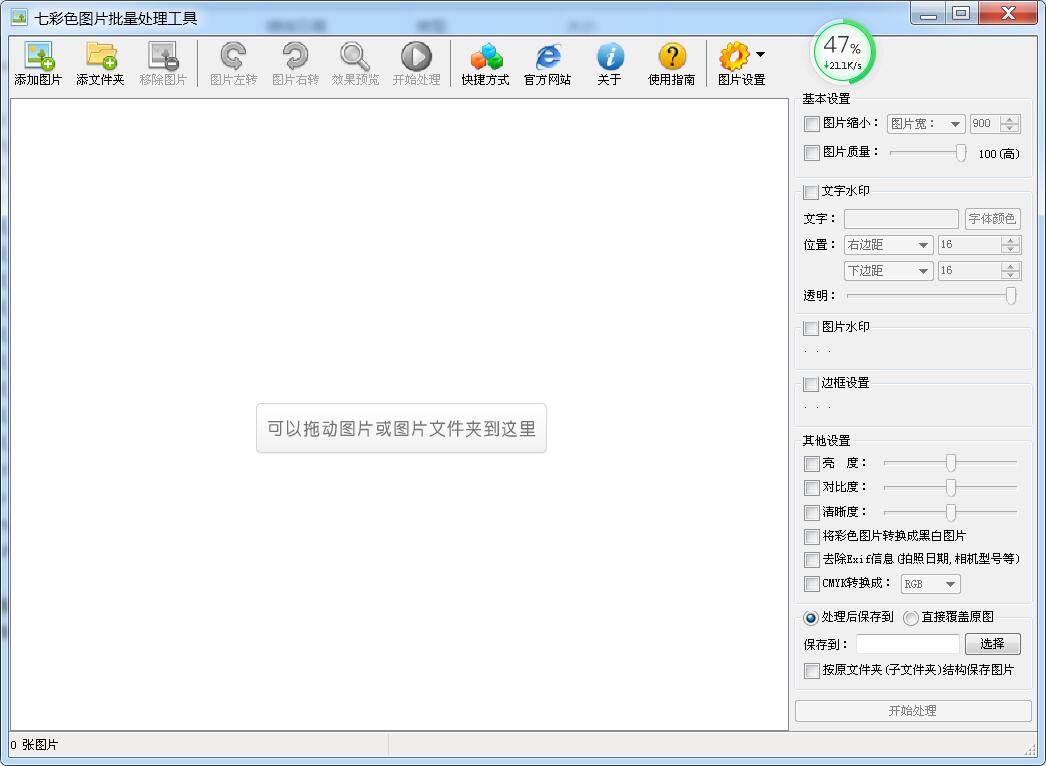 七彩色图片批量处理工具
添加图片 添文件夹 移除图片 图片左转 图片右转 效果预览 开始处理 快捷方式 官方网站 关于 使用指南 图片设置
47%
21.1K/s
基本设置
图片缩小： 图片宽： 900
图片质量： 100(高)
文字水印
文字： 字体颜色
位置： 右边距 16
下边距 16
透明：
图片水印
. . .
边框设置
. . .
可以拖动图片或图片文件夹到这里
其他设置
亮 度：
对比度：
清晰度：
将彩色图片转换成黑白图片
去除Exif信息(拍照日期,相机型号等)
CMYK转换成： RGB
处理后保存到 直接覆盖原图
保存到： 选择
按原文件夹(子文件夹)结构保存图片
开始处理
0 张图片